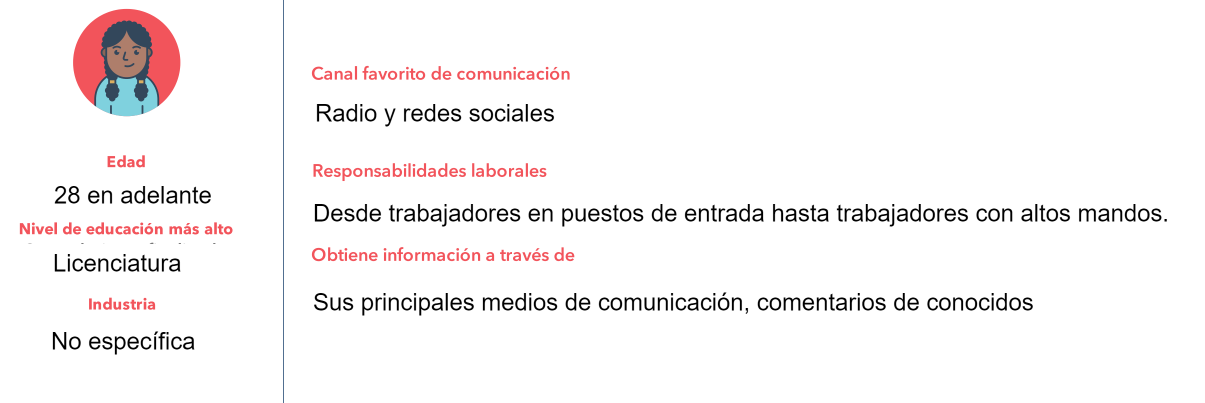 Edad
28 en adelante
Nivel de educación más alto
Licenciatura
Industria
No específica
Canal favorito de comunicación
Radio y redes sociales
Responsabilidades laborales
Desde trabajadores en puestos de entrada hasta trabajadores con altos mandos.
Obtiene información a través de
Sus principales medios de comunicación, comentarios de conocidos